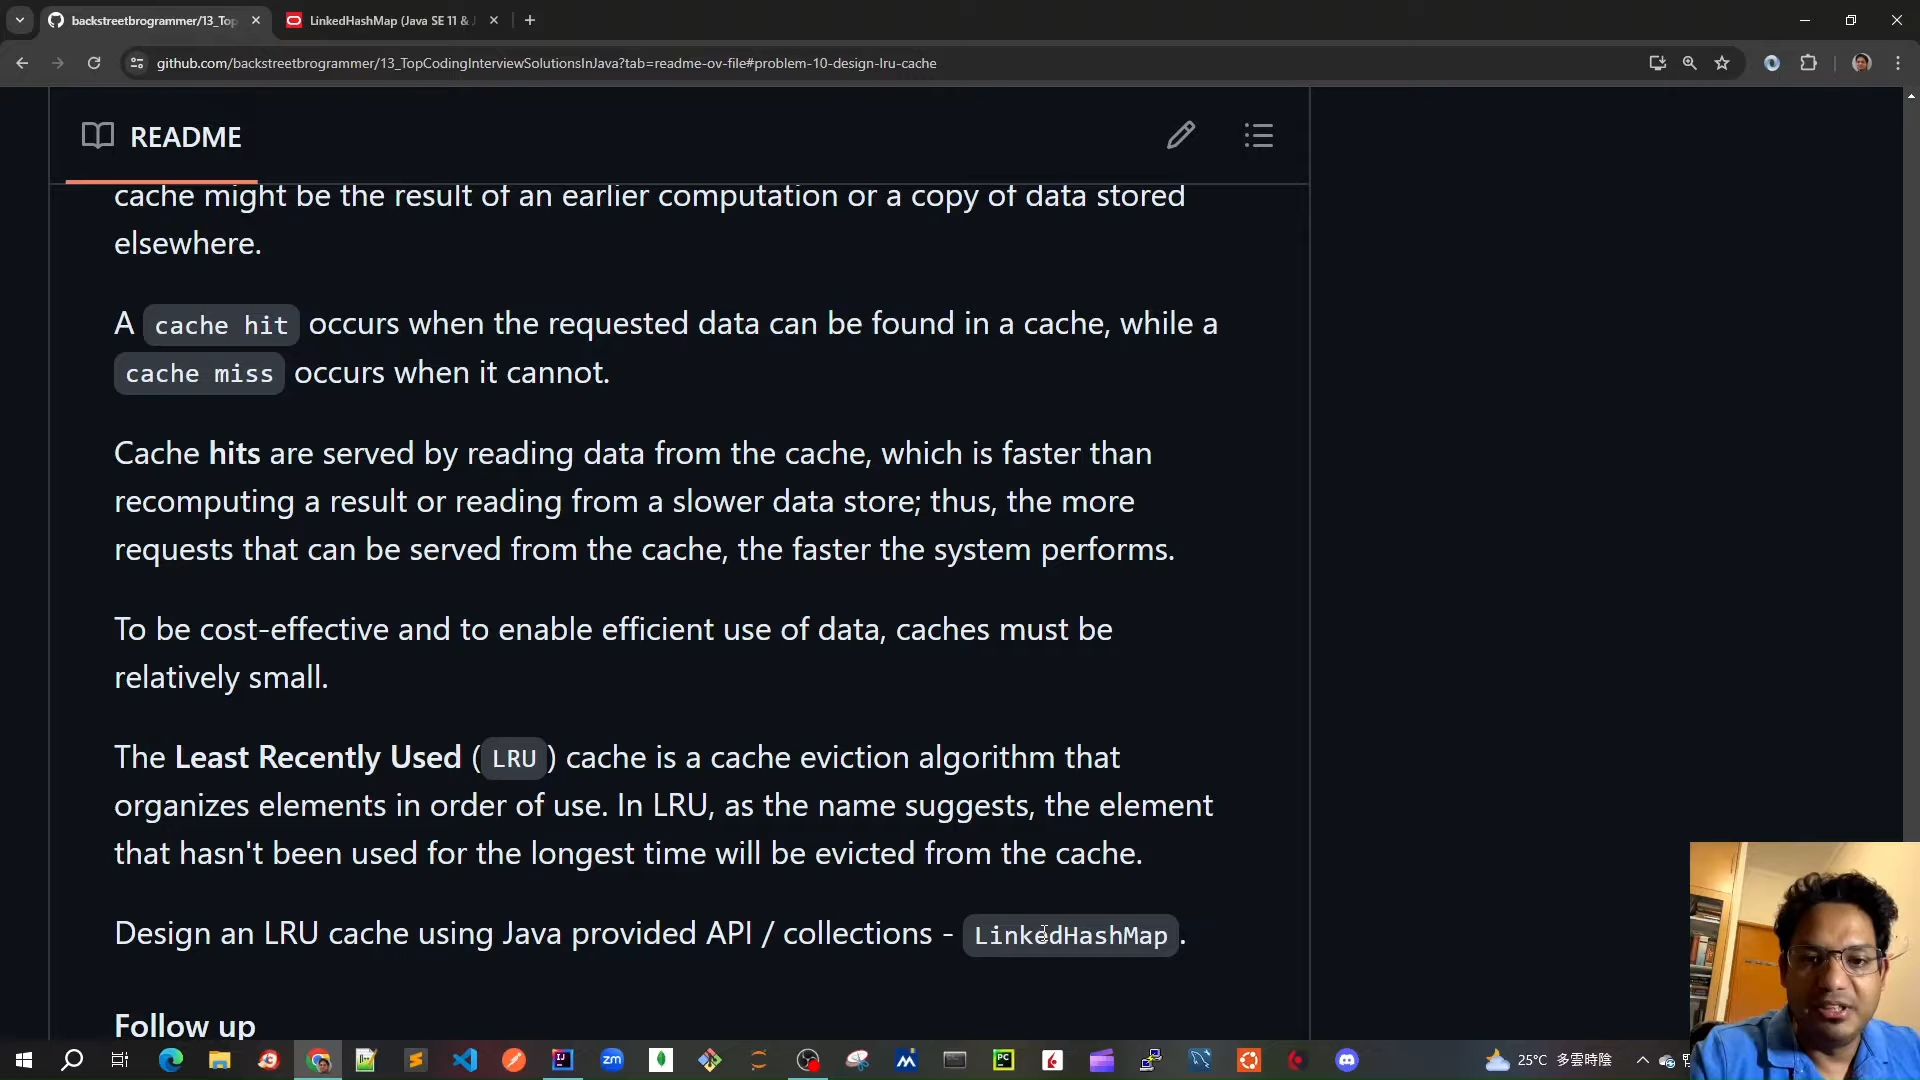 backstreetbrogrammer/13_Top
LinkedHashMap (Java SE 11 & J
github.com/backstreetbrogrammer/13_TopCodingInterviewSolutionsInJava?tab=readme-ov-file#problem-10-design-lru-cache
README
cache might be the result of an earlier computation or a copy of data stored
elsewhere.
A cache hit occurs when the requested data can be found in a cache, while a
cache miss occurs when it cannot.
Cache hits are served by reading data from the cache, which is faster than
recomputing a result or reading from a slower data store; thus, the more
requests that can be served from the cache, the faster the system performs.
To be cost-effective and to enable efficient use of data, caches must be
relatively small.
The Least Recently Used (LRU) cache is a cache eviction algorithm that
organizes elements in order of use. In LRU, as the name suggests, the element
that hasn't been used for the longest time will be evicted from the cache.
Design an LRU cache using Java provided API / collections - LinkedHashMap.
Follow up
zm
PC
25°C 多雲時陰